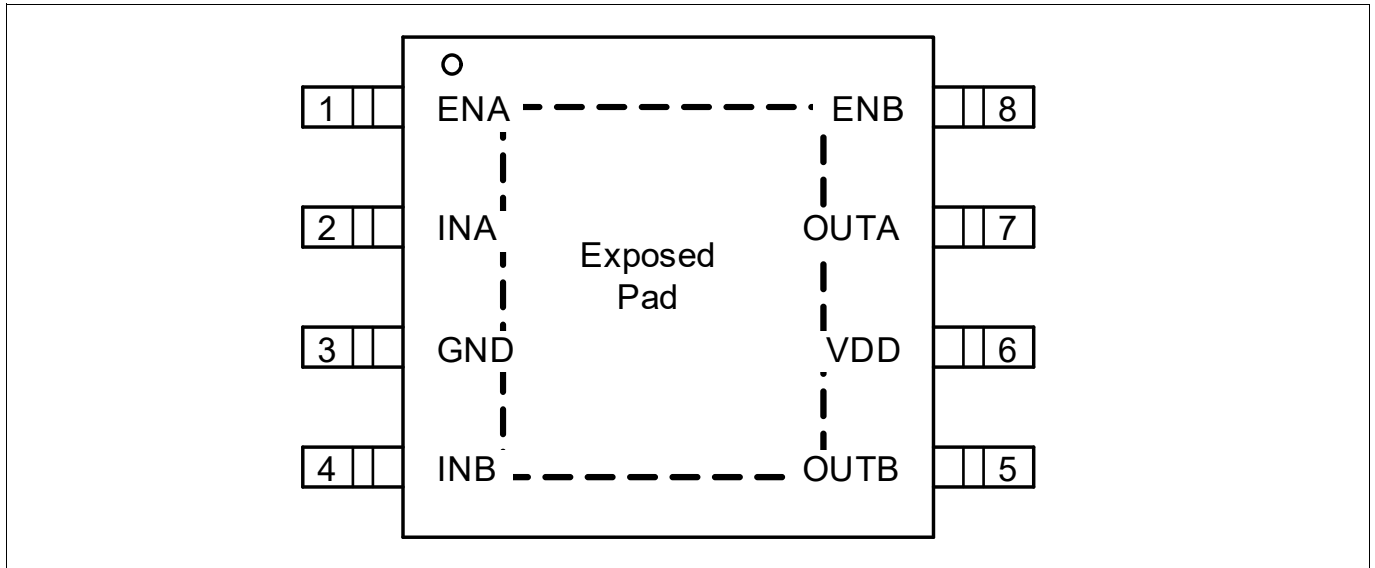 1 ENA ENB 8
2 INA OUTA 7
Exposed
Pad
3 GND VDD 6
4 INB OUTB 5